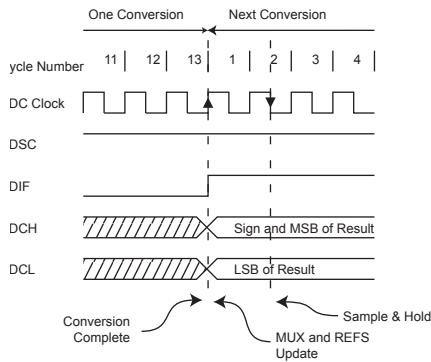 One Conversion Next Conversion
ycle Number 11 12 13 1 2 3 4
DC Clock
DSC
DIF
DCH Sign and MSB of Result
DCL LSB of Result
Conversion Complete
MUX and REFS Update
Sample & Hold